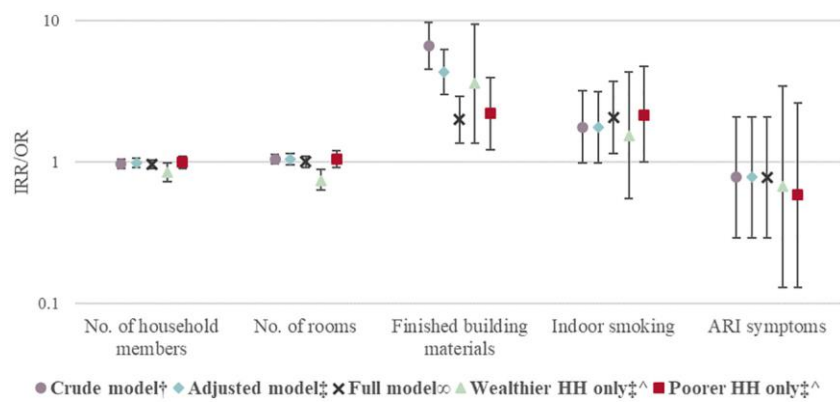 10
1
0.1
IRR/OR
No. of household members
No. of rooms
Finished building materials
Indoor smoking
ARI symptoms
Crude model† Adjusted model‡ Full model∞ Wealthier HH only‡^ Poorer HH only‡^